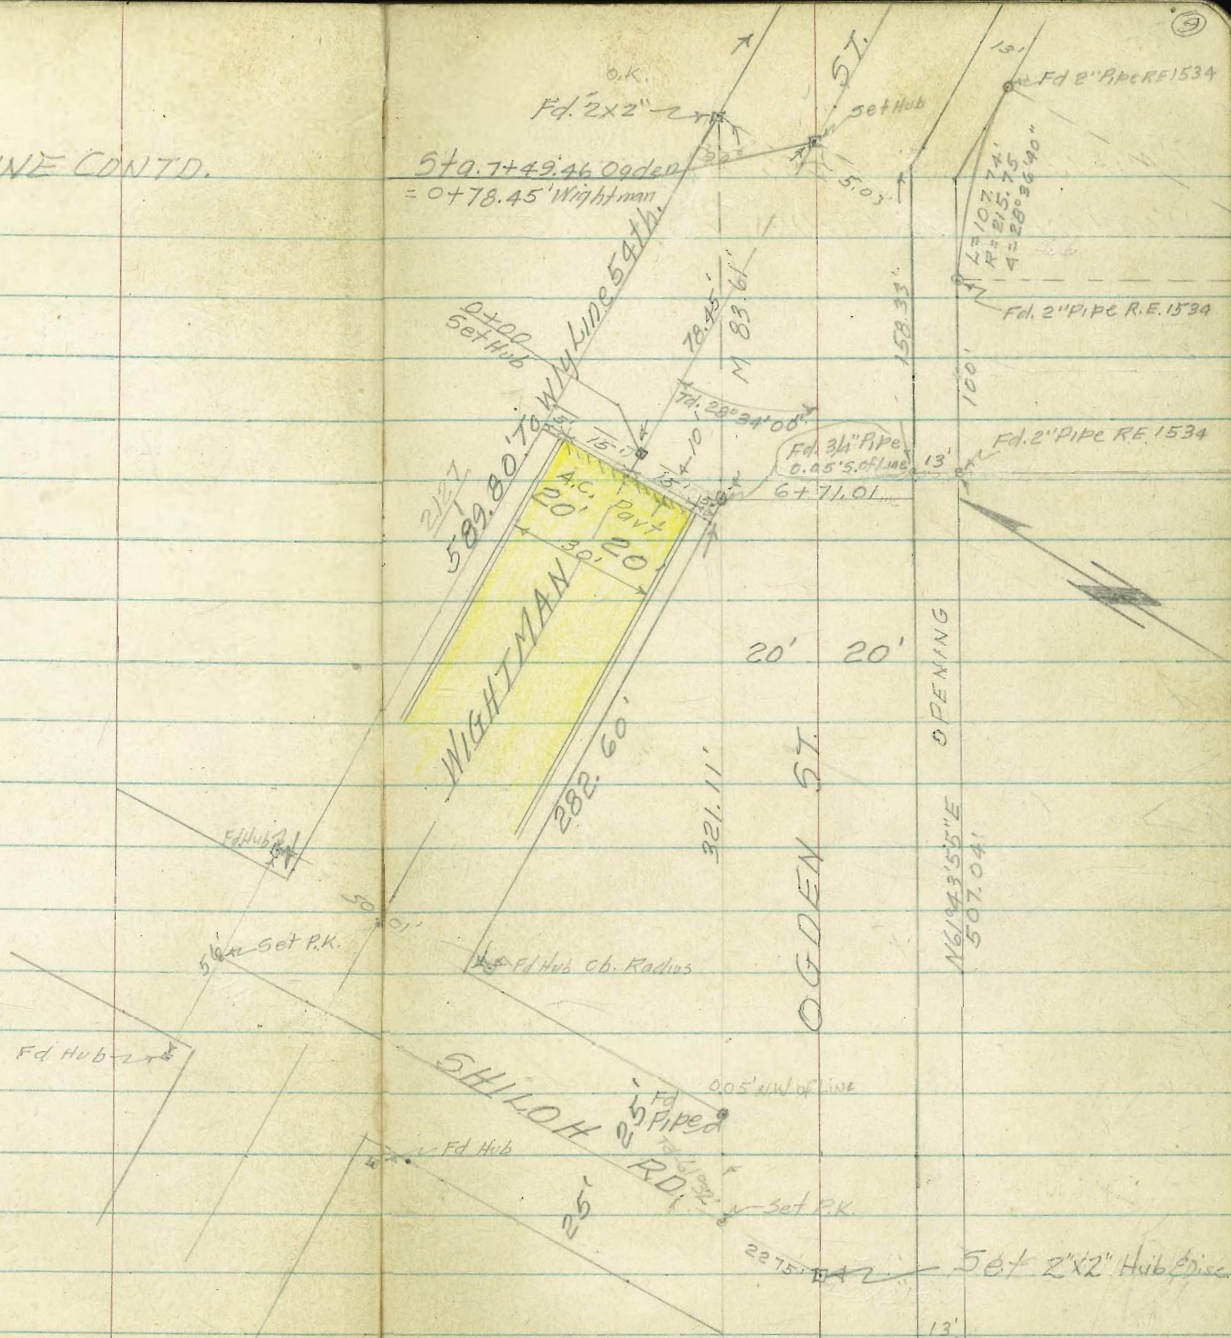 9
NE CONTD.
O.K.
Fd. 2x2"
ST.
Set Hub
13'
Fd 2" Pipe RE 1534
Sta. 7+49.46 Ogden
= 0+78.45' Wightman
5.03'
L=107.74'
R=215.75
Δ=28°36'40"
Fd. 2" Pipe R.E. 1534
0+00
Set Hub
589.80' To W'ly Line 54th.
2127
78.45'
M 83.61'
158.33'
100'
Td. 28°34'00"
4-10
15'
15'
Fd. 3/4" Pipe
0.05' S. of Line
6+71.01
13'
Fd. 2" Pipe RE. 1534
A.C. Pav't
20'
20
30'
WIGHTMAN
282.60'
20' 20'
OPENING
321.11'
OGDEN ST.
N61°43'55"E
507.04'
Fd Hub
50.01'
Set P.K.
Fd Hub Cb. Radius
Fd Hub
SHILOH RD.
25'
25'
Fd
Pipe
0.05' N.W of Line
Fd Hub
Set P.K.
22.75'
Set 2"x2" Hub & Disc
13'